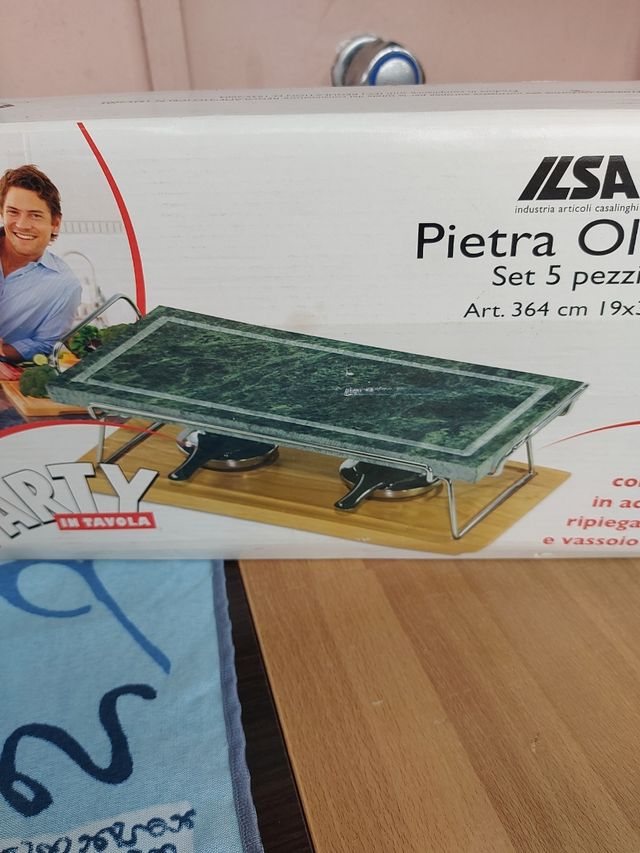 ILSA
industria articoli casalinghi
Pietra Ol
Set 5 pezzi
Art. 364 cm 19x3
ARTY
IN TAVOLA
co
in ac
ripiega
e vassoio